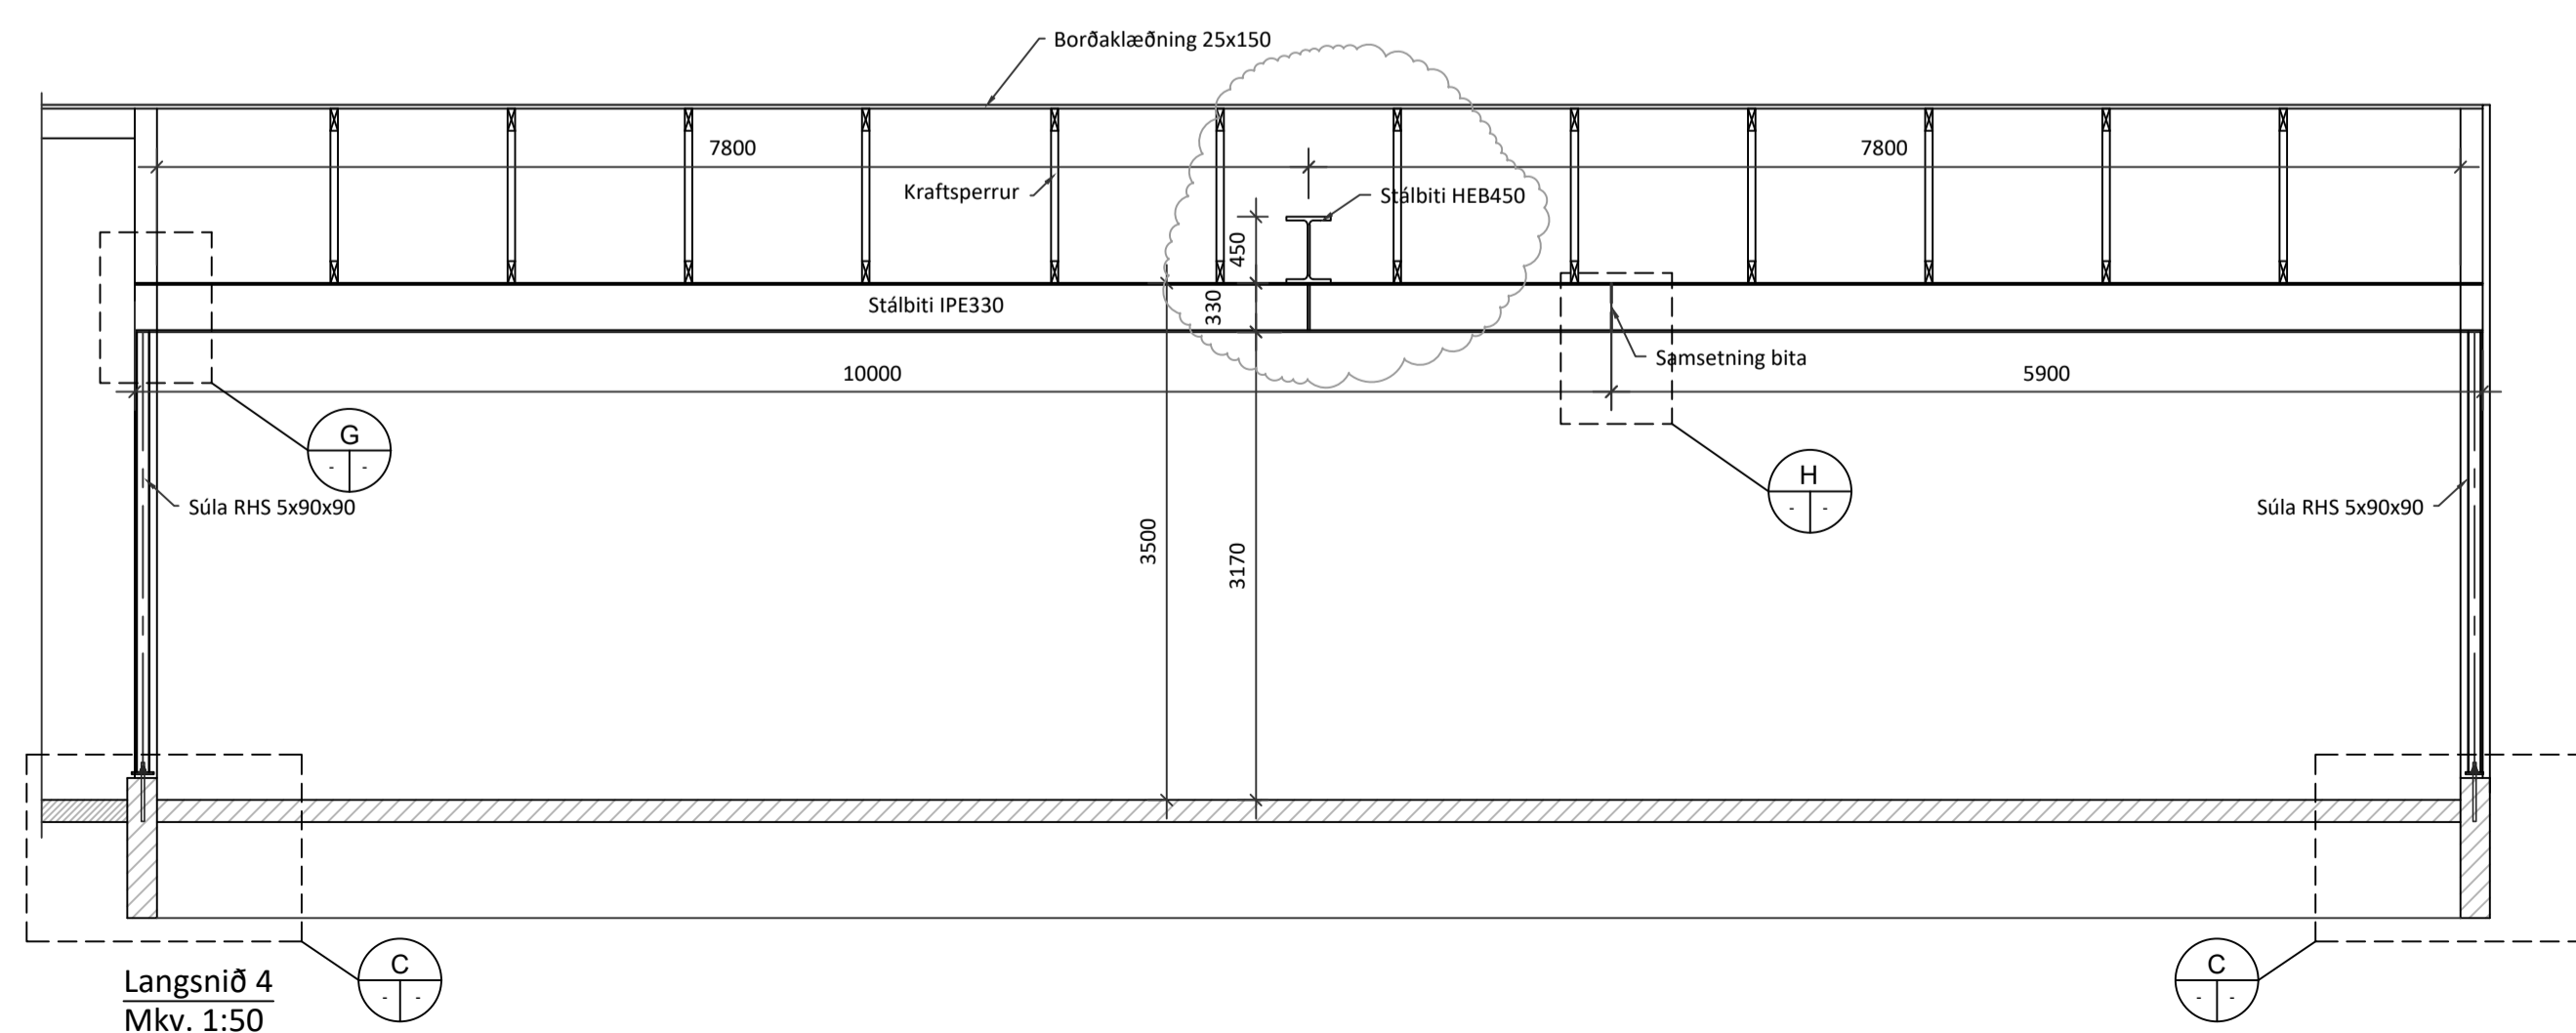 Borðaklæðning 25x150
7800
7800
Kraftsperrur
Stálbiti HEB450
450
Stálbiti IPE330
330
Samsetning bita
10000
5900
G
- -
H
- -
Súla RHS 5x90x90
Súla RHS 5x90x90
3500
3170
C
- -
C
- -
Langsnið 4
Mkv. 1:50